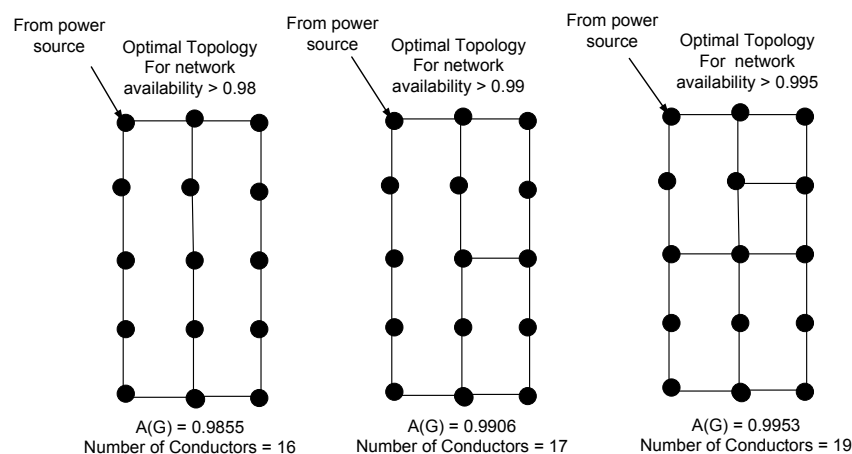 From power
source
Optimal Topology
For network
availability > 0.98
A(G) = 0.9855
Number of Conductors = 16
From power
source
Optimal Topology
For network
availability > 0.99
A(G) = 0.9906
Number of Conductors = 17
From power
source
Optimal Topology
For network
availability > 0.995
A(G) = 0.9953
Number of Conductors = 19